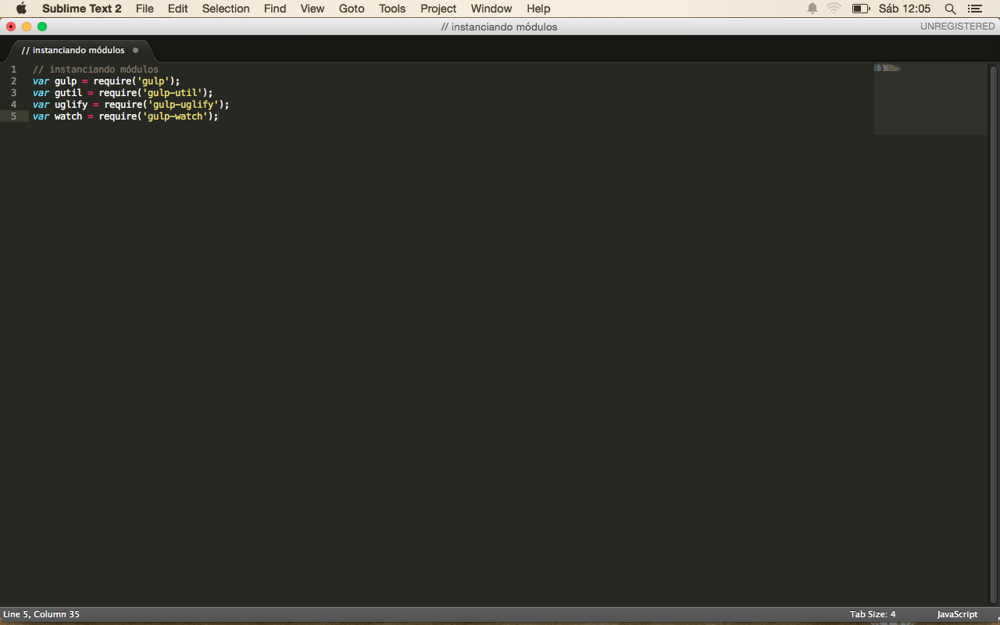 Sublime Text 2 File Edit Selection Find View Goto Tools Project Window Help Sáb 12:05
// instanciando módulos UNREGISTERED
// instanciando módulos
1 // instanciando módulos
2 var gulp = require('gulp');
3 var gutil = require('gulp-util');
4 var uglify = require('gulp-uglify');
5 var watch = require('gulp-watch');
Line 5, Column 35 Tab Size: 4 JavaScript